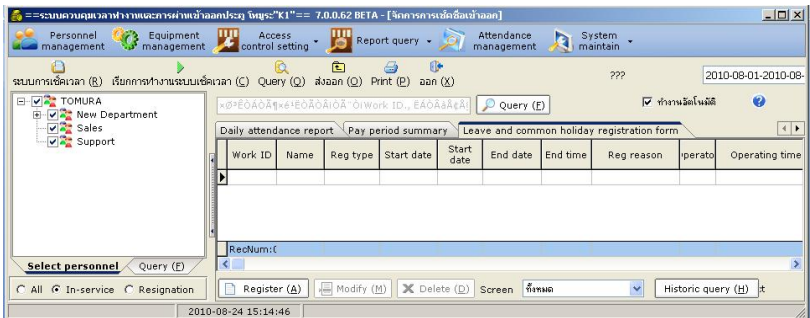 ==ระบบควบคุมเวลาทำงานและการผ่านเข้าออกประตู โทมุระ"K1"== 7.0.0.62 BETA - [จัดการการเช็คชื่อเข้าออก]
Personnel management Equipment management Access control setting Report query Attendance management System maintain
ระบบการเช็คเวลา (R) เรียกการทำงานระบบเช็คเวลา (C) Query (Q) ส่งออก (O) Print (P) ออก (X) ??? 2010-08-01-2010-08-
TOMURA
New Department
Sales
Support
Query (F) ทำงานอัตโนมัติ
Daily attendance report Pay period summary Leave and common holiday registration form
Work ID Name Reg type Start date Start date End date End time Reg reason perato Operating time
RecNum:0
Select personnel Query (F)
All In-service Resignation
Register (A) Modify (M) Delete (D) Screen ทั้งหมด Historic query (H)
2010-08-24 15:14:46